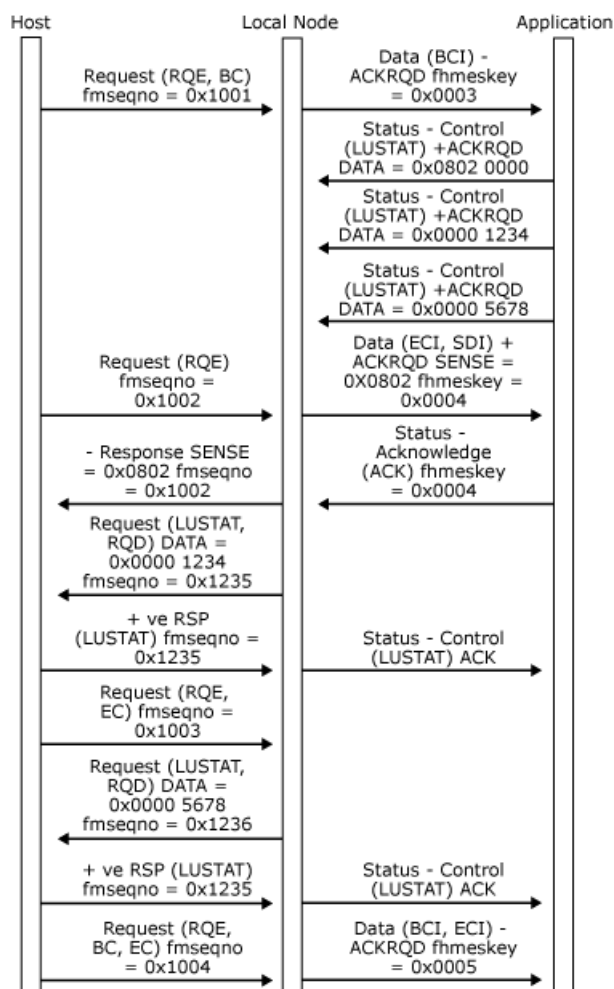 Host
Local Node
Application
Request (RQE, BC)
fmseqno = 0x1001
Data (BCI) -
ACKRQD fhmeskey
= 0x0003
Status - Control
(LUSTAT) +ACKRQD
DATA = 0x0802 0000
Status - Control
(LUSTAT) +ACKRQD
DATA = 0x0000 1234
Status - Control
(LUSTAT) +ACKRQD
DATA = 0x0000 5678
Request (RQE)
fmseqno =
0x1002
Data (ECI, SDI) +
ACKRQD SENSE =
0X0802 fhmeskey =
0x0004
- Response SENSE
= 0x0802 fmseqno
= 0x1002
Status -
Acknowledge
(ACK) fhmeskey
= 0x0004
Request (LUSTAT,
RQD) DATA =
0x0000 1234
fmseqno = 0x1235
+ ve RSP
(LUSTAT) fmseqno =
0x1235
Status - Control
(LUSTAT) ACK
Request (RQE,
EC) fmseqno =
0x1003
Request (LUSTAT,
RQD) DATA =
0x0000 5678
fmseqno = 0x1236
+ ve RSP (LUSTAT)
fmseqno = 0x1235
Status - Control
(LUSTAT) ACK
Request (RQE,
BC, EC) fmseqno
= 0x1004
Data (BCI, ECI) -
ACKRQD fhmeskey
= 0x0005